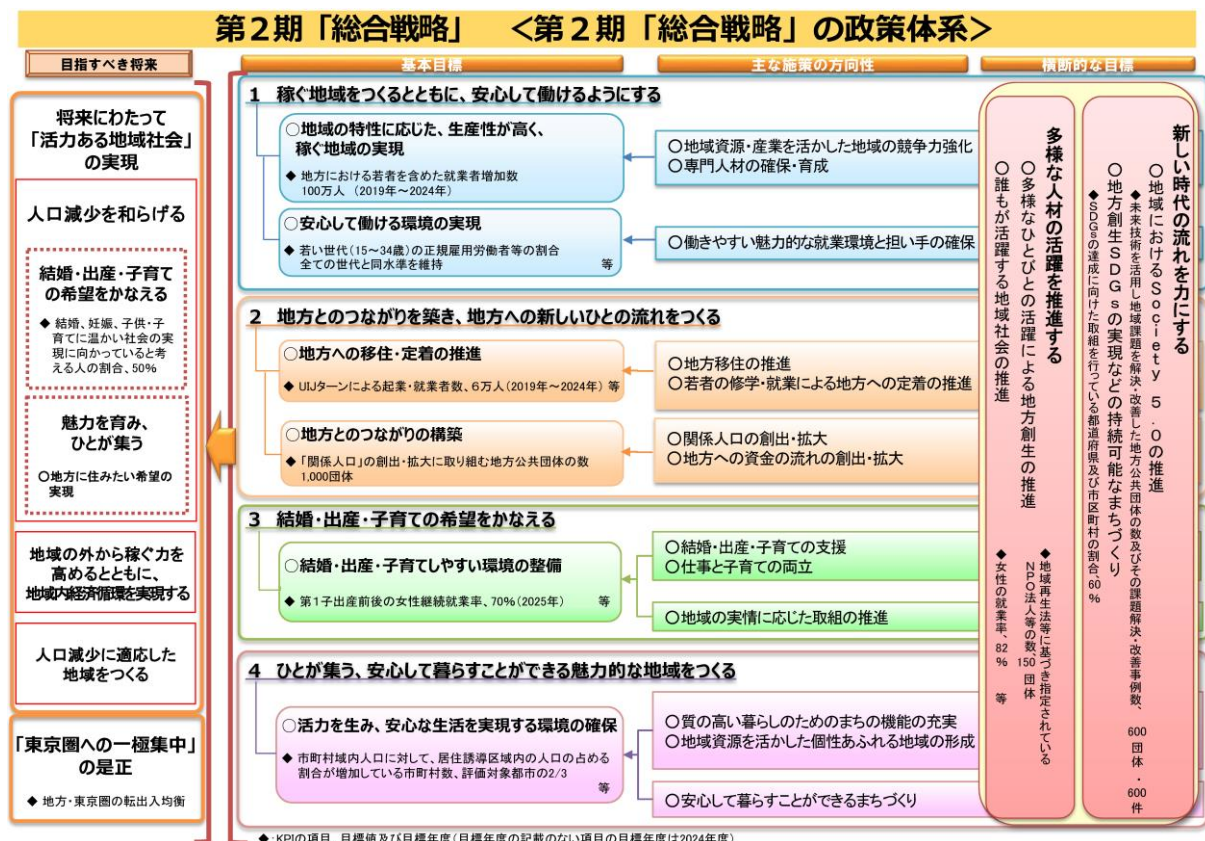 第２期「総合戦略」　＜第２期「総合戦略」の政策体系＞
目指すべき将来
将来にわたって
「活力ある地域社会」
の実現
人口減少を和らげる
結婚・出産・子育て
の希望をかなえる
◆ 結婚、妊娠、子供・子
育てに温かい社会の実
現に向かっていると考
える人の割合、50％
魅力を育み、
ひとが集う
○地方に住みたい希望の
実現
地域の外から稼ぐ力を
高めるとともに、
地域内経済循環を実現する
人口減少に適応した
地域をつくる
「東京圏への一極集中」
の是正
◆ 地方・東京圏の転出入均衡
基本目標
主な施策の方向性
横断的な目標
１　稼ぐ地域をつくるとともに、安心して働けるようにする
○地域の特性に応じた、生産性が高く、
稼ぐ地域の実現
◆ 地方における若者を含めた就業者増加数
100万人 （2019年～2024年）
○地域資源・産業を活かした地域の競争力強化
○専門人材の確保・育成
○安心して働ける環境の実現
◆ 若い世代（15～34歳）の正規雇用労働者等の割合
全ての世代と同水準を維持　等
○働きやすい魅力的な就業環境と担い手の確保
２　地方とのつながりを築き、地方への新しいひとの流れをつくる
○地方への移住・定着の推進
◆ UIJターンによる起業・就業者数、6万人（2019年～2024年） 等
○地方移住の推進
○若者の修学・就業による地方への定着の推進
○地方とのつながりの構築
◆ 「関係人口」の創出・拡大に取り組む地方公共団体の数
1,000団体
○関係人口の創出・拡大
○地方への資金の流れの創出・拡大
３　結婚・出産・子育ての希望をかなえる
○結婚・出産・子育てしやすい環境の整備
◆ 第1子出産前後の女性継続就業率、70％（2025年）　等
○結婚・出産・子育ての支援
○仕事と子育ての両立
○地域の実情に応じた取組の推進
４　ひとが集う、安心して暮らすことができる魅力的な地域をつくる
○活力を生み、安心な生活を実現する環境の確保
◆ 市町村域内人口に対して、居住誘導区域内の人口の占める
割合が増加している市町村数、評価対象都市の2/3
等
○質の高い暮らしのためのまちの機能の充実
○地域資源を活かした個性あふれる地域の形成
○安心して暮らすことができるまちづくり
新しい時代の流れを力にする
○地域におけるSociety 5.0の推進
◆未来技術を活用し地域課題を解決・改善した地方公共団体の数及びその課題解決・改善事例数、600団体・600件
○地方創生SDGsの実現などの持続可能なまちづくり
◆SDGsの達成に向けた取組を行っている都道府県及び市区町村の割合、60％
多様な人材の活躍を推進する
○多様なひとびとの活躍による地方創生の推進
◆地域再生法等に基づき指定されている
NPO法人等の数、150団体
○誰もが活躍する地域社会の推進
◆女性の就業率、82％　等
◆：KPIの項目、目標値及び目標年度（目標年度の記載のない項目の目標年度は2024年度）